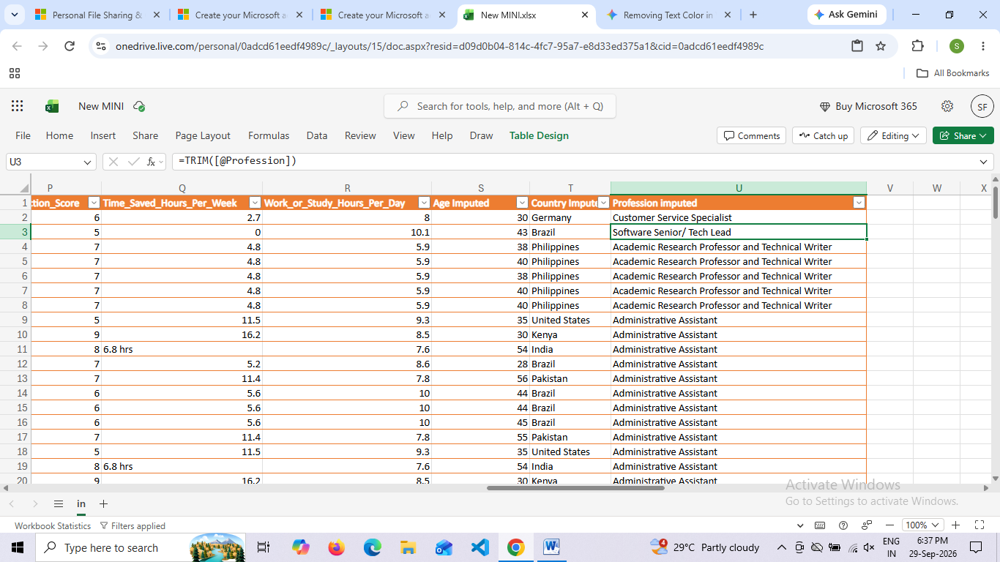 Personal File Sharing &
Create your Microsoft a
Create your Microsoft a
New MINI.xlsx
Removing Text Color in
Ask Gemini
onedrive.live.com/personal/0adcd61eedf4989c/_layouts/15/doc.aspx?resid=d09d0b04-814c-4fc7-95a7-e8d33ed375a1&cid=0adcd61eedf4989c
S
All Bookmarks
New MINI
Search for tools, help, and more (Alt + Q)
Buy Microsoft 365
SF
File Home Insert Share Page Layout Formulas Data Review View Help Draw Table Design
Comments Catch up Editing Share
U3 fx =TRIM([@Profession])
P Q R S T U V W X
1 tion_Score Time_Saved_Hours_Per_Week Work_or_Study_Hours_Per_Day Age Imputed Country Impute Profession imputed
2 6 2.7 8 30 Germany Customer Service Specialist
3 5 0 10.1 43 Brazil Software Senior/ Tech Lead
4 7 4.8 5.9 38 Philippines Academic Research Professor and Technical Writer
5 7 4.8 5.9 40 Philippines Academic Research Professor and Technical Writer
6 7 4.8 5.9 38 Philippines Academic Research Professor and Technical Writer
7 7 4.8 5.9 40 Philippines Academic Research Professor and Technical Writer
8 7 4.8 5.9 40 Philippines Academic Research Professor and Technical Writer
9 5 11.5 9.3 35 United States Administrative Assistant
10 9 16.2 8.5 30 Kenya Administrative Assistant
11 8 6.8 hrs 7.6 54 India Administrative Assistant
12 7 5.2 8.6 28 Brazil Administrative Assistant
13 7 11.4 7.8 56 Pakistan Administrative Assistant
14 6 5.6 10 44 Brazil Administrative Assistant
15 6 5.6 10 44 Brazil Administrative Assistant
16 6 5.6 10 45 Brazil Administrative Assistant
17 7 11.4 7.8 55 Pakistan Administrative Assistant
18 5 11.5 9.3 35 United States Administrative Assistant
19 8 6.8 hrs 7.6 54 India Administrative Assistant
20 9 16.2 8.5 30 Kenya Administrative Assistant
Activate Windows
Go to Settings to activate Windows.
in
Workbook Statistics Filters applied
100%
Type here to search
4 29°C Partly cloudy
ENG
IN
6:37 PM
29-Sep-2026